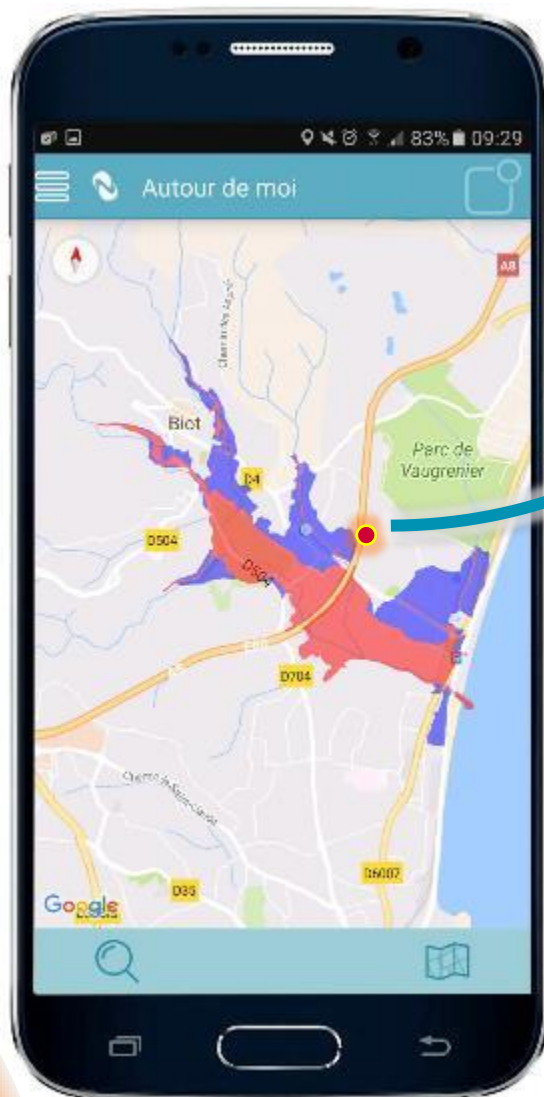 83% 09:29
Autour de moi
A8
Biot
Parc de
Vaugrenier
D4
D504
D504
D704
D6007
D35
Google